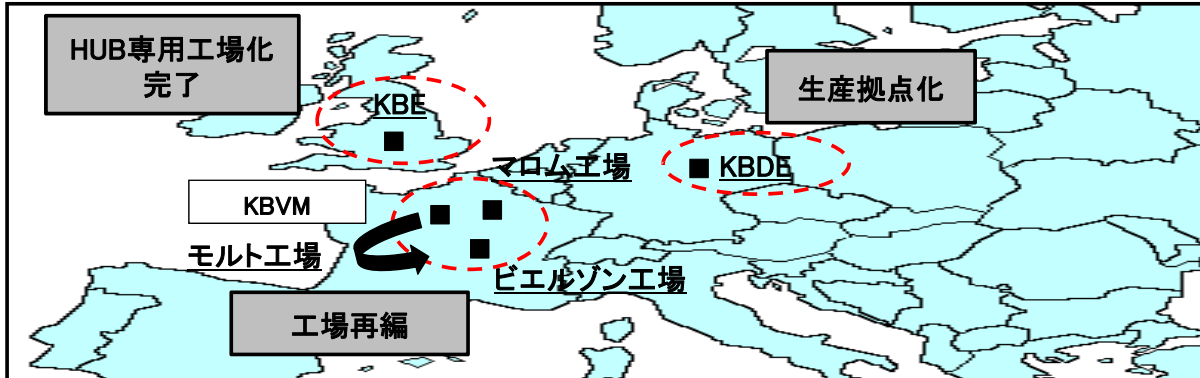 HUB専用工場化
完了
KBE
生産拠点化
マロム工場
KBDE
KBVM
モルト工場
ビエルゾン工場
工場再編